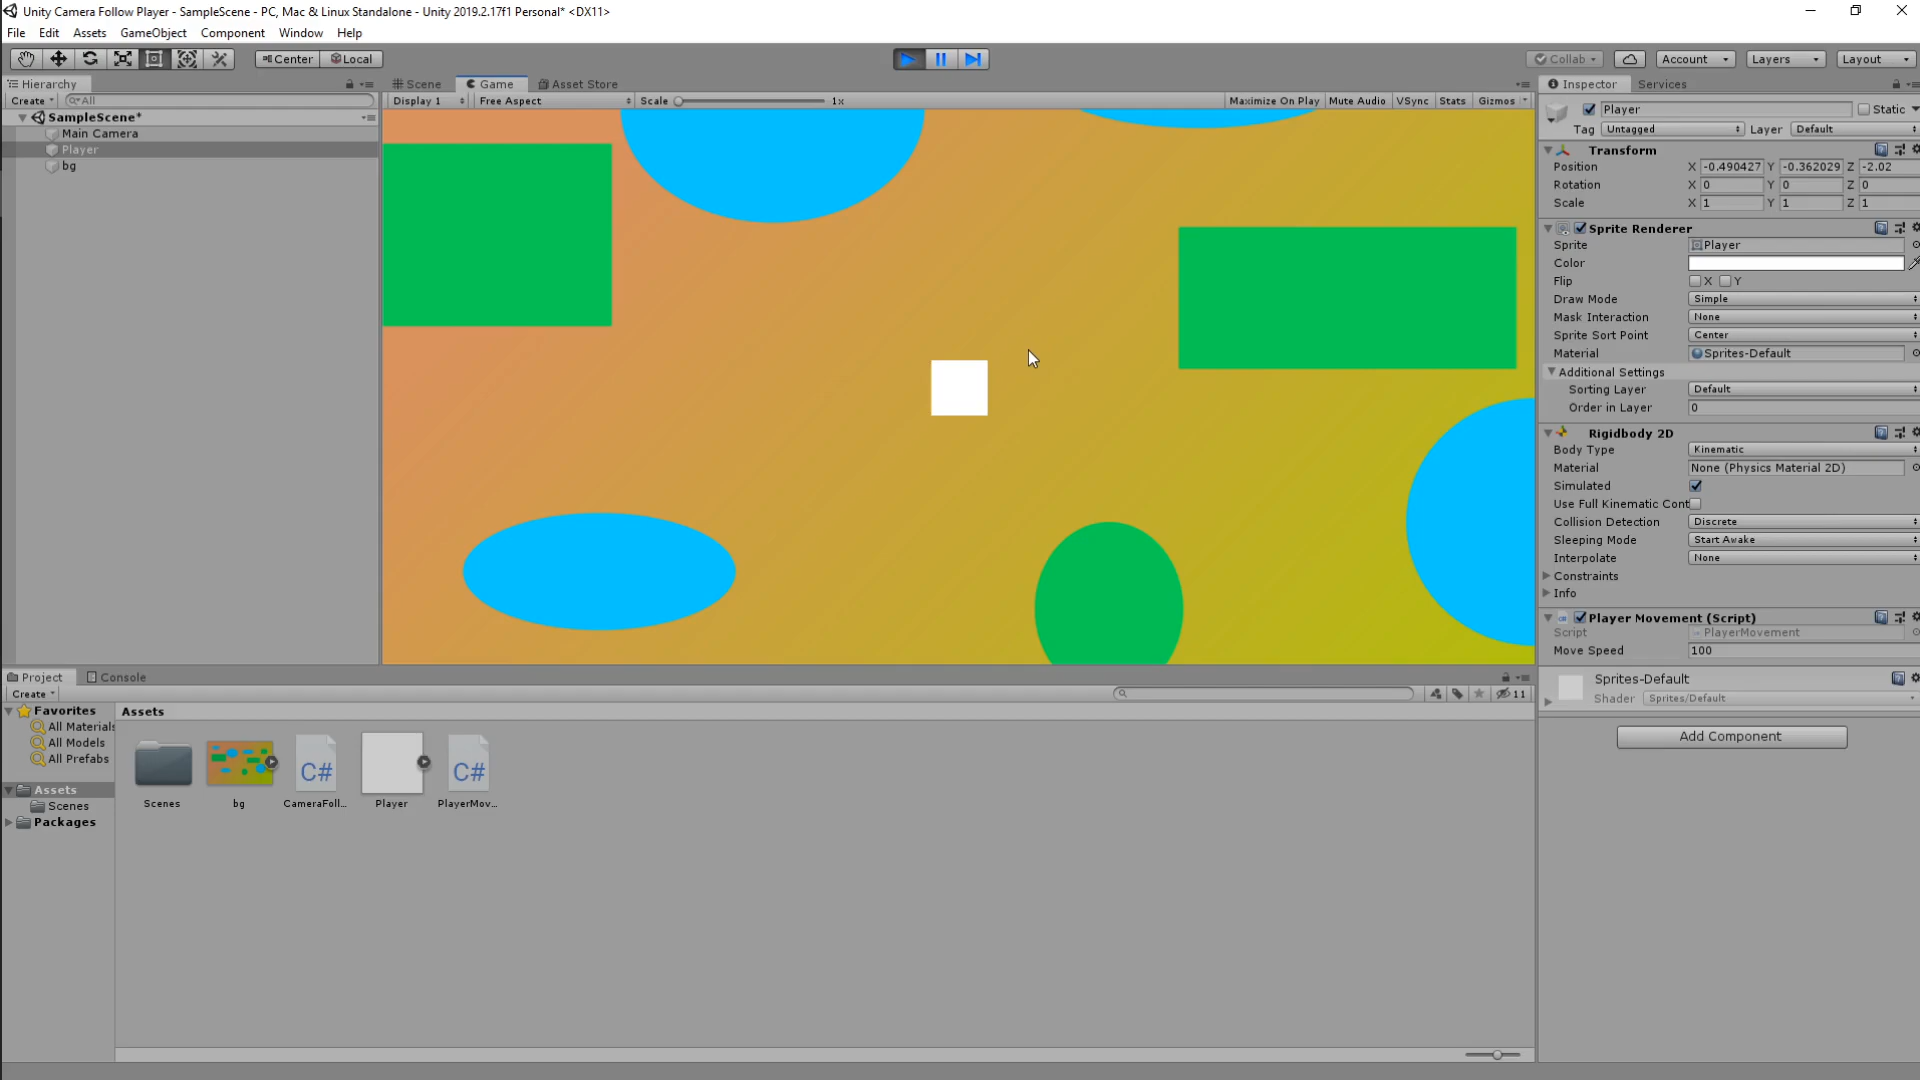 Unity Camera Follow Player - SampleScene - PC, Mac & Linux Standalone - Unity 2019.2.17f1 Personal* <DX11>
File Edit Assets GameObject Component Window Help
Center Local Collab Account Layers Layout
Hierarchy
Create All
SampleScene*
Main Camera
Player
bg
Scene Game Asset Store
Display 1 Free Aspect Scale 1x Maximize On Play Mute Audio VSync Stats Gizmos
Inspector Services
Player Static
Tag Untagged Layer Default
Transform
Position X -0.490427 Y -0.362029 Z -2.02
Rotation X 0 Y 0 Z 0
Scale X 1 Y 1 Z 1
Sprite Renderer
Sprite Player
Color
Flip X Y
Draw Mode Simple
Mask Interaction None
Sprite Sort Point Center
Material Sprites-Default
Additional Settings
Sorting Layer Default
Order in Layer 0
Rigidbody 2D
Body Type Kinematic
Material None (Physics Material 2D)
Simulated
Use Full Kinematic Cont
Collision Detection Discrete
Sleeping Mode Start Awake
Interpolate None
Constraints
Info
Player Movement (Script)
Script PlayerMovement
Move Speed 100
Sprites-Default
Shader Sprites/Default
Add Component
Project Console
Create 11
Favorites
All Materials
All Models
All Prefabs
Assets
Scenes
Packages
Assets
C# C#
Scenes bg CameraFoll... Player PlayerMov...